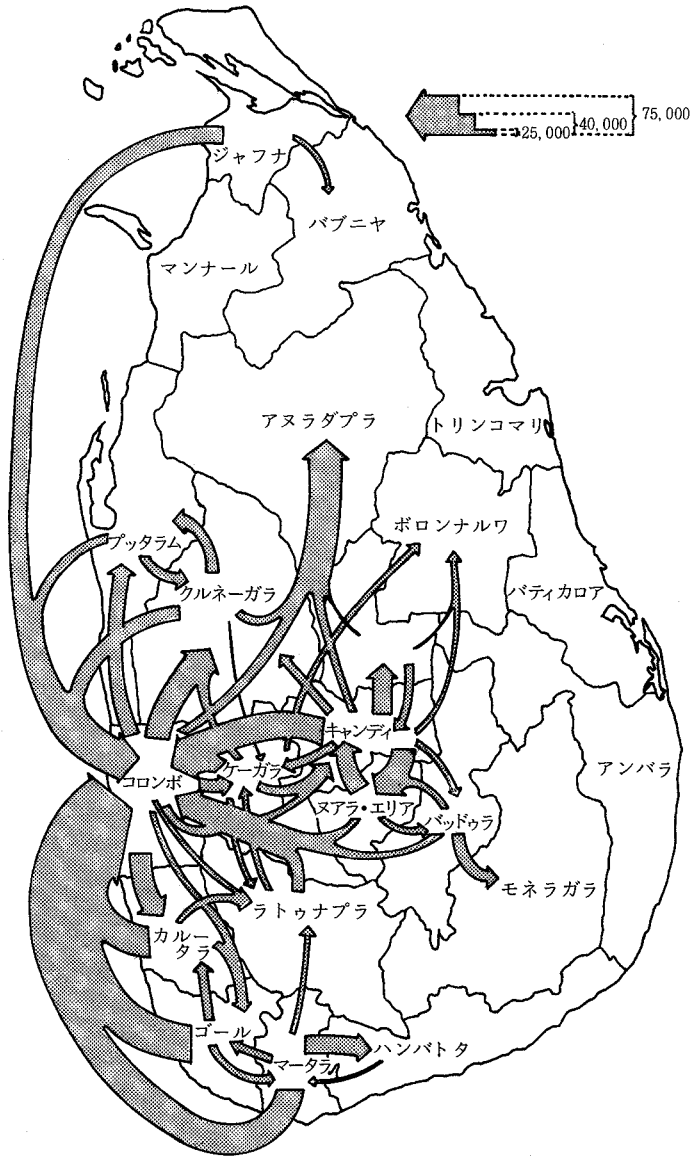 75,000
40,000
25,000
ジャフナ
バブニヤ
マンナール
アヌラダプラ
トリンコマリ
ボロンナルワ
プッタラム
クルネーガラ
バティカロア
キャンディ
アンパラ
ケーガラ
コロンボ
ヌアラ・エリア
バッドゥラ
モネラガラ
ラトゥナプラ
カルー
タラ
ゴール
マータラ
ハンバトタ